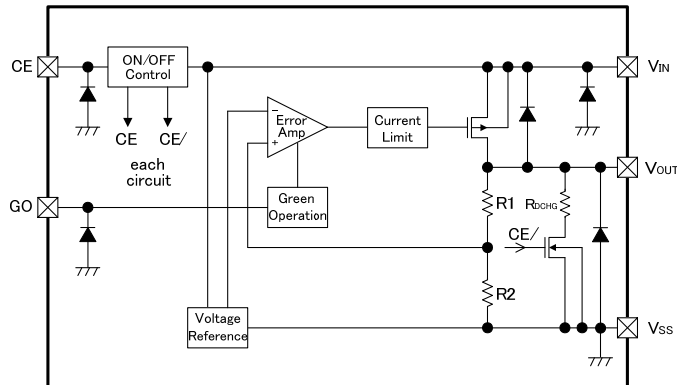 CE
ON/OFF
Control
VIN
CE
CE/
each
circuit
−
Error
Amp
+
Current
Limit
VOUT
GO
Green
Operation
R1
RDCHG
CE/
R2
Voltage
Reference
VSS